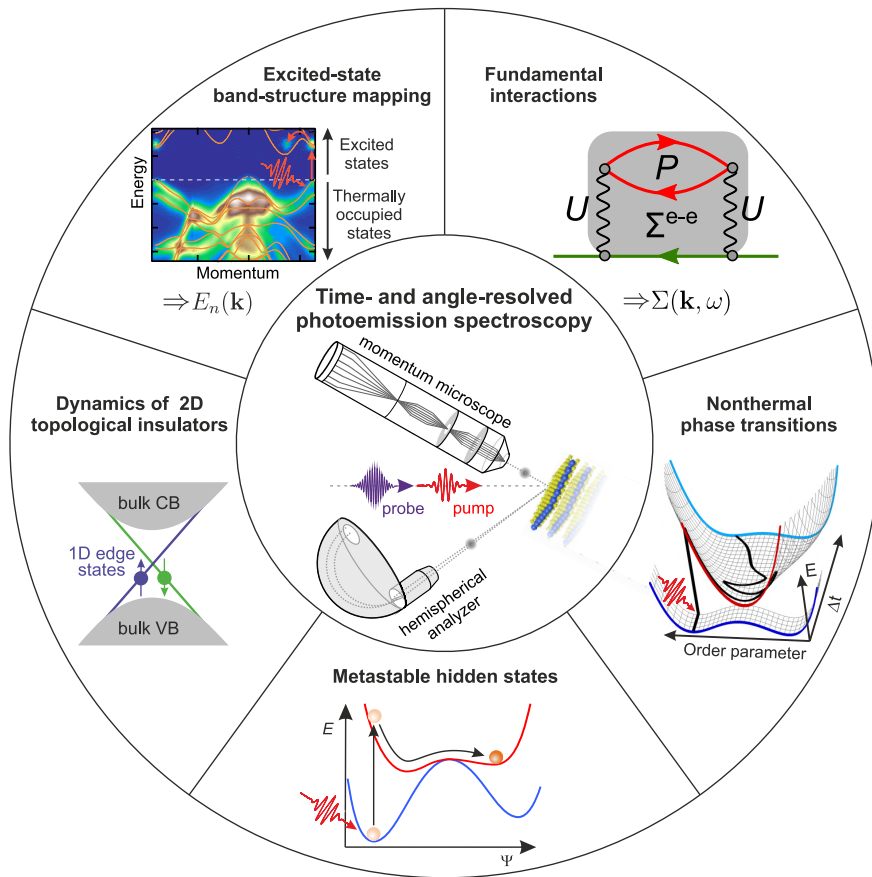 Excited-state
band-structure mapping
Energy
Excited
states
Thermally
occupied
states
Momentum
⇒E_n(k)
Fundamental
interactions
P
U
U
Σ^{e-e}
⇒Σ(k, ω)
Time- and angle-resolved
photoemission spectroscopy
momentum microscope
probe
pump
hemispherical
analyzer
Dynamics of 2D
topological insulators
bulk CB
1D edge
states
bulk VB
Nonthermal
phase transitions
E
Δt
Order parameter
Metastable hidden states
E
Ψ